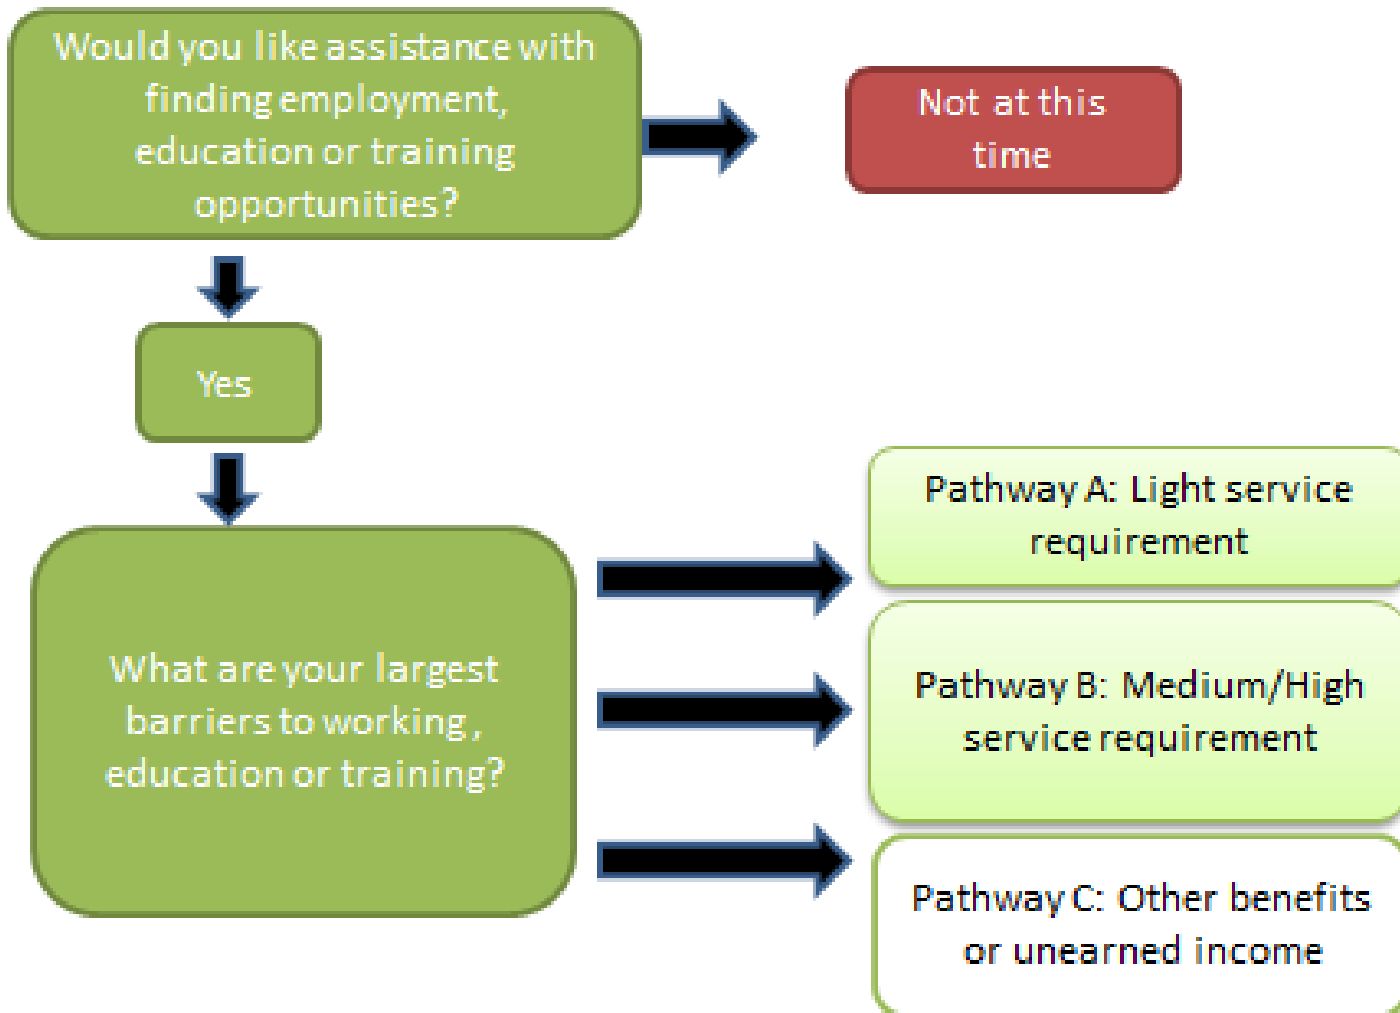 Would you like assistance with
finding employment,
education or training
opportunities?
Not at this
time
Yes
What are your largest
barriers to working,
education or training?
Pathway A: Light service
requirement
Pathway B: Medium/High
service requirement
Pathway C: Other benefits
or unearned income